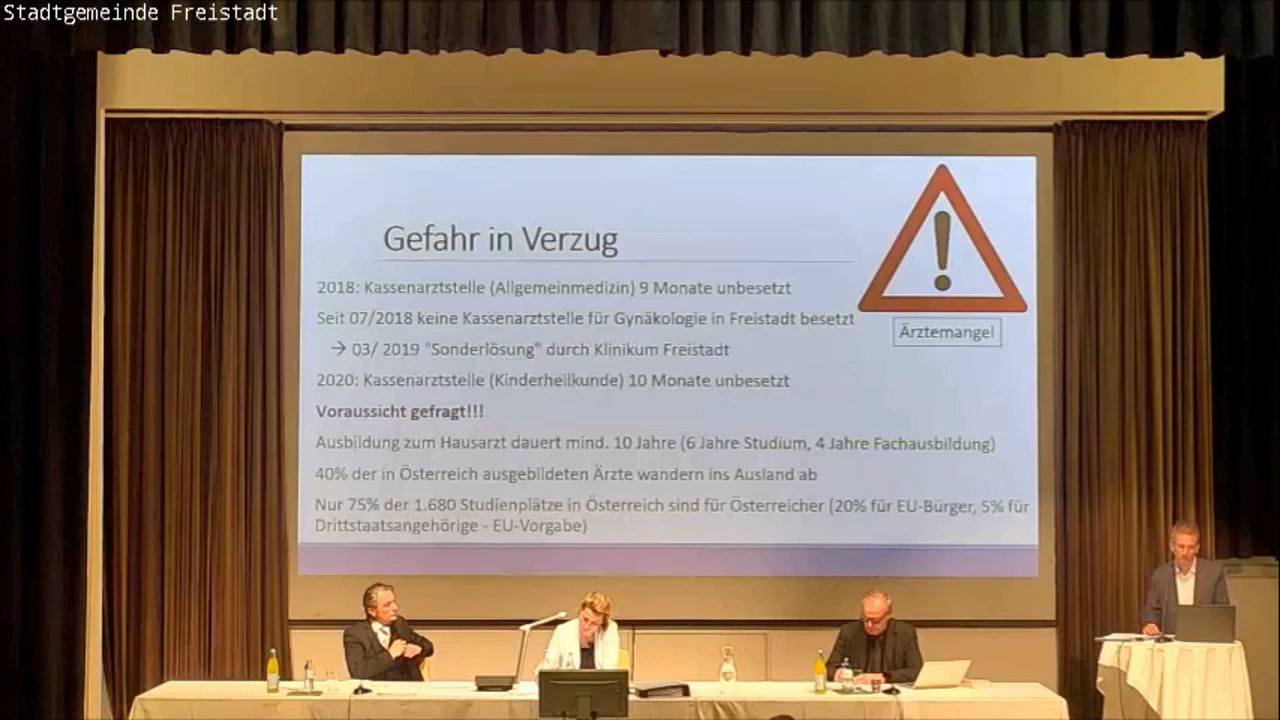 Stadtgemeinde Freistadt
Gefahr in Verzug
2018: Kassenarztstelle (Allgemeinmedizin) 9 Monate unbesetzt
Seit 07/2018 keine Kassenarztstelle für Gynäkologie in Freistadt besetzt
→ 03/ 2019 "Sonderlösung" durch Klinikum Freistadt
2020: Kassenarztstelle (Kinderheilkunde) 10 Monate unbesetzt
Voraussicht gefragt!!!
Ausbildung zum Hausarzt dauert mind. 10 Jahre (6 Jahre Studium, 4 Jahre Fachausbildung)
40% der in Österreich ausgebildeten Ärzte wandern ins Ausland ab
Nur 75% der 1.680 Studienplätze in Österreich sind für Österreicher (20% für EU-Bürger, 5% für
Drittstaatsangehörige - EU-Vorgabe)
!
Ärztemangel